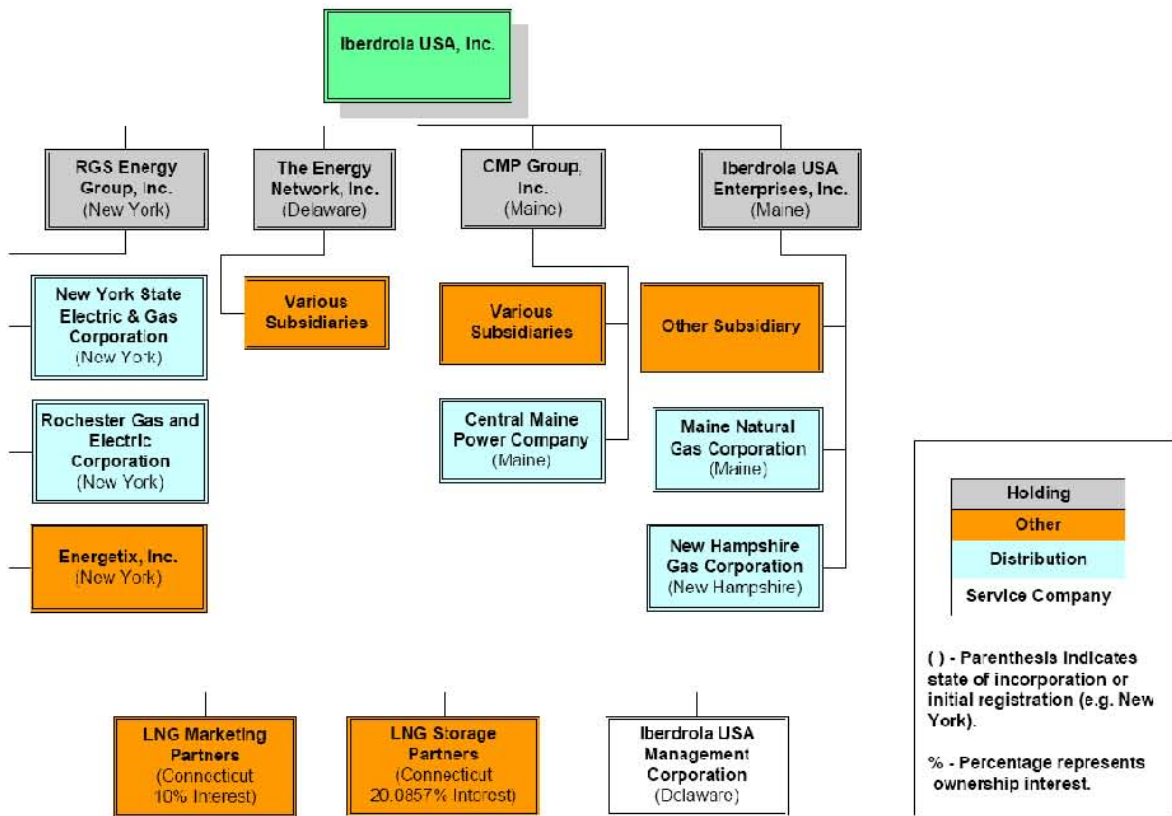 Iberdrola USA, Inc.
RGS Energy
Group, Inc.
(New York)
The Energy
Network, Inc.
(Delaware)
CMP Group,
Inc.
(Maine)
Iberdrola USA
Enterprises, Inc.
(Maine)
New York State
Electric & Gas
Corporation
(New York)
Various
Subsidiaries
Various
Subsidiaries
Other Subsidiary
Rochester Gas and
Electric
Corporation
(New York)
Central Maine
Power Company
(Maine)
Maine Natural
Gas Corporation
(Maine)
Energetix, Inc.
(New York)
New Hampshire
Gas Corporation
(New Hampshire)
LNG Marketing
Partners
(Connecticut
10% Interest)
LNG Storage
Partners
(Connecticut
20.0857% Interest)
Iberdrola USA
Management
Corporation
(Delaware)
Holding
Other
Distribution
Service Company
( ) - Parenthesis indicates
state of incorporation or
initial registration (e.g. New
York).
% - Percentage represents
ownership interest.